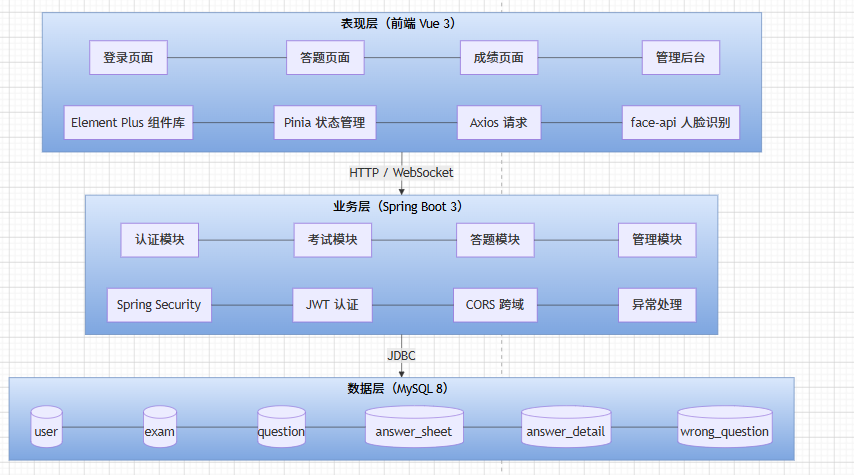 表现层（前端 Vue 3）
登录页面 答题页面 成绩页面 管理后台
Element Plus 组件库 Pinia 状态管理 Axios 请求 face-api 人脸识别
HTTP / WebSocket
业务层（Spring Boot 3）
认证模块 考试模块 答题模块 管理模块
Spring Security JWT 认证 CORS 跨域 异常处理
JDBC
数据层（MySQL 8）
user exam question answer_sheet answer_detail wrong_question